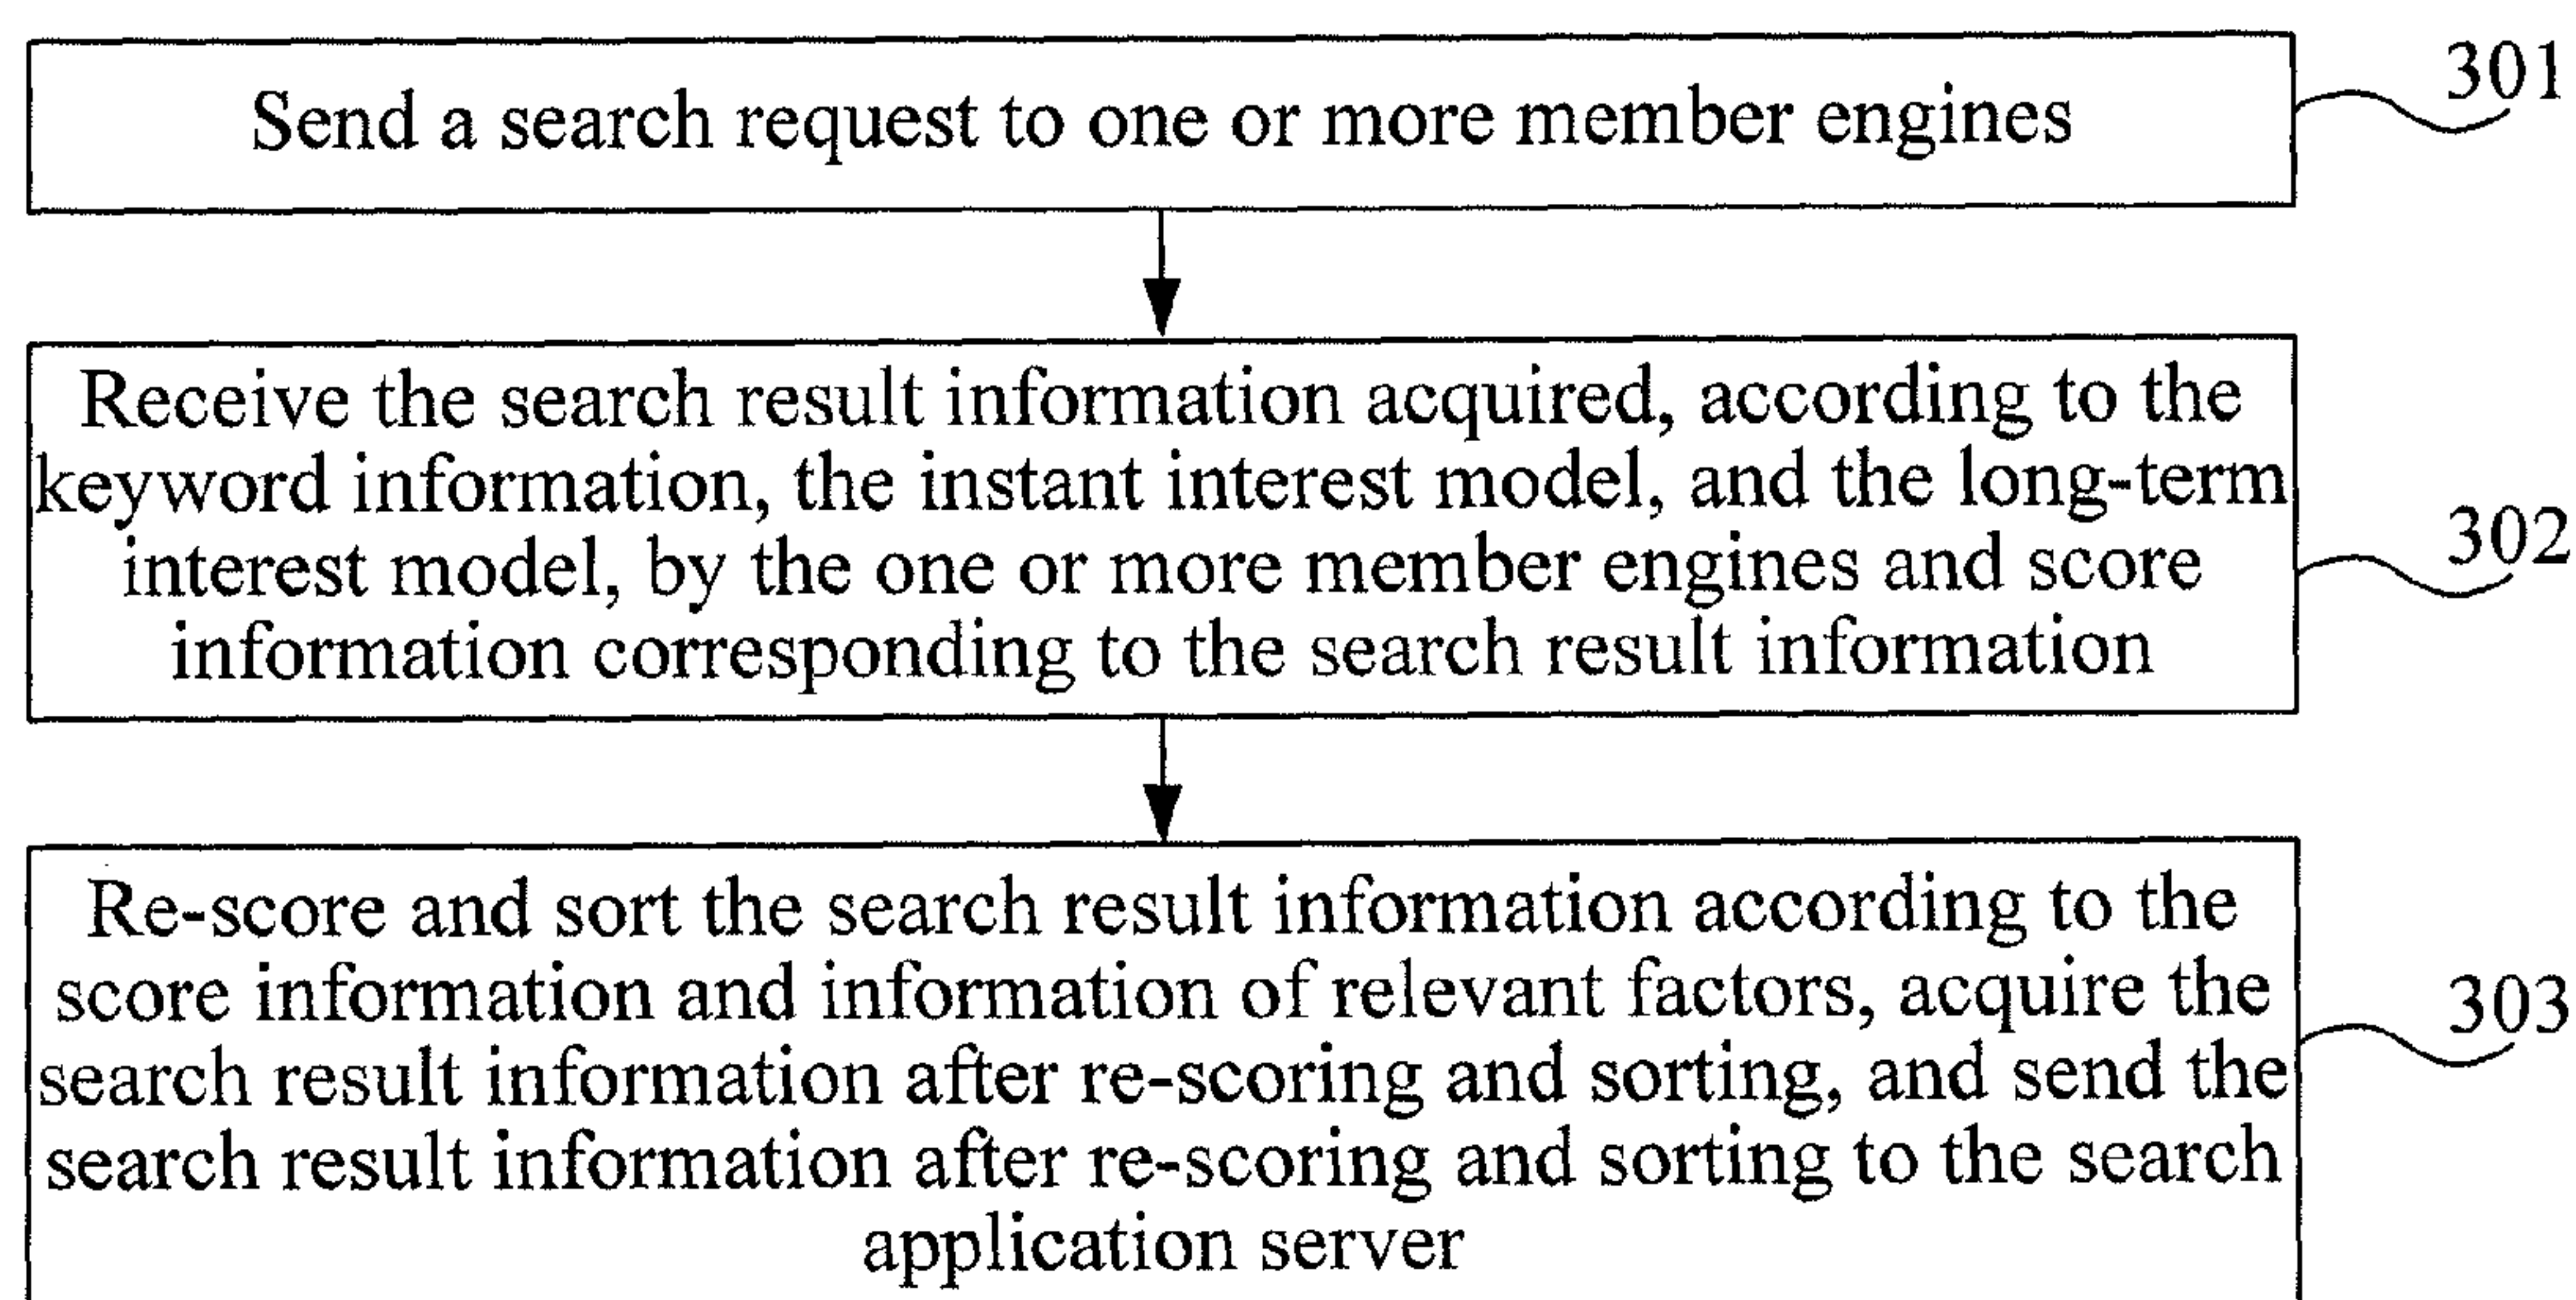 Send a search request to one or more member engines
301
Receive the search result information acquired, according to the
keyword information, the instant interest model, and the long-term
interest model, by the one or more member engines and score
information corresponding to the search result information
302
Re-score and sort the search result information according to the
score information and information of relevant factors, acquire the
search result information after re-scoring and sorting, and send the
search result information after re-scoring and sorting to the search
application server
303